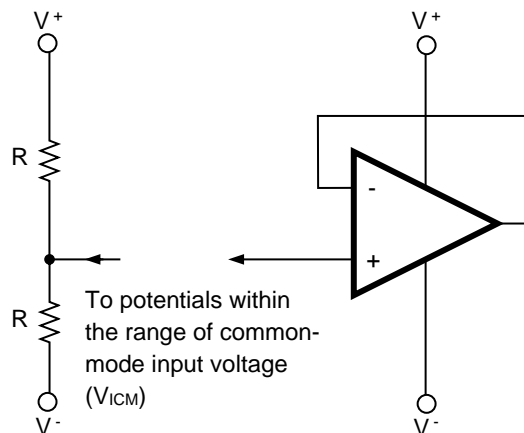 V+
V+
R
-
+
R
To potentials within
the range of common-
mode input voltage
(VICM)
V-
V-